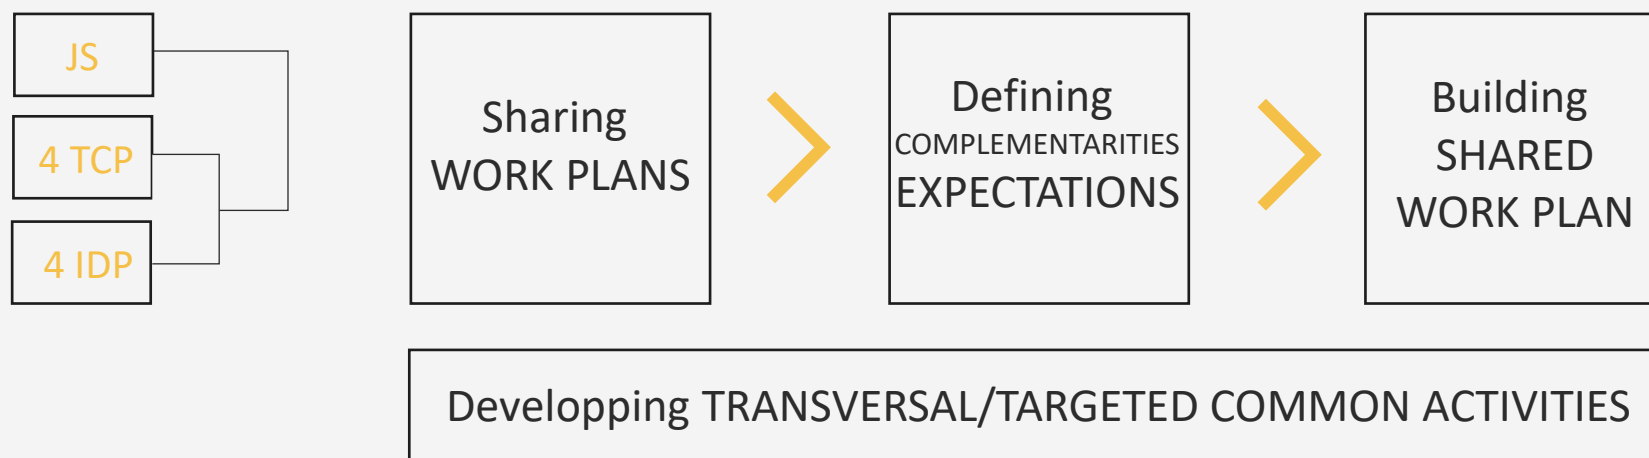 JS
4 TCP
4 IDP
Sharing
WORK PLANS
Defining
COMPLEMENTARITIES
EXPECTATIONS
Building
SHARED
WORK PLAN
Developping TRANSVERSAL/TARGETED COMMON ACTIVITIES